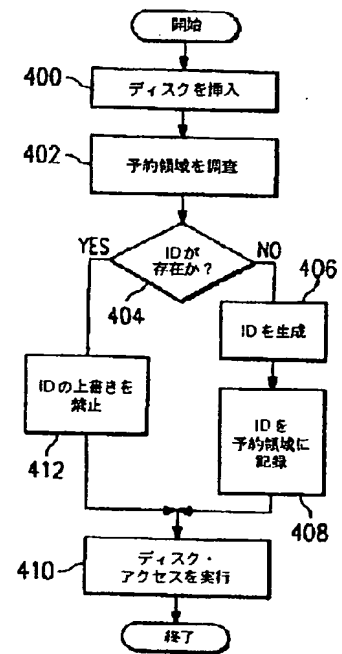 開始
400
ディスクを挿入
402
予約領域を調査
YES
IDが
存在か？
NO
404
406
IDを生成
IDの上書きを
禁止
412
IDを
予約領域に
記録
408
410
ディスク・
アクセスを実行
終了